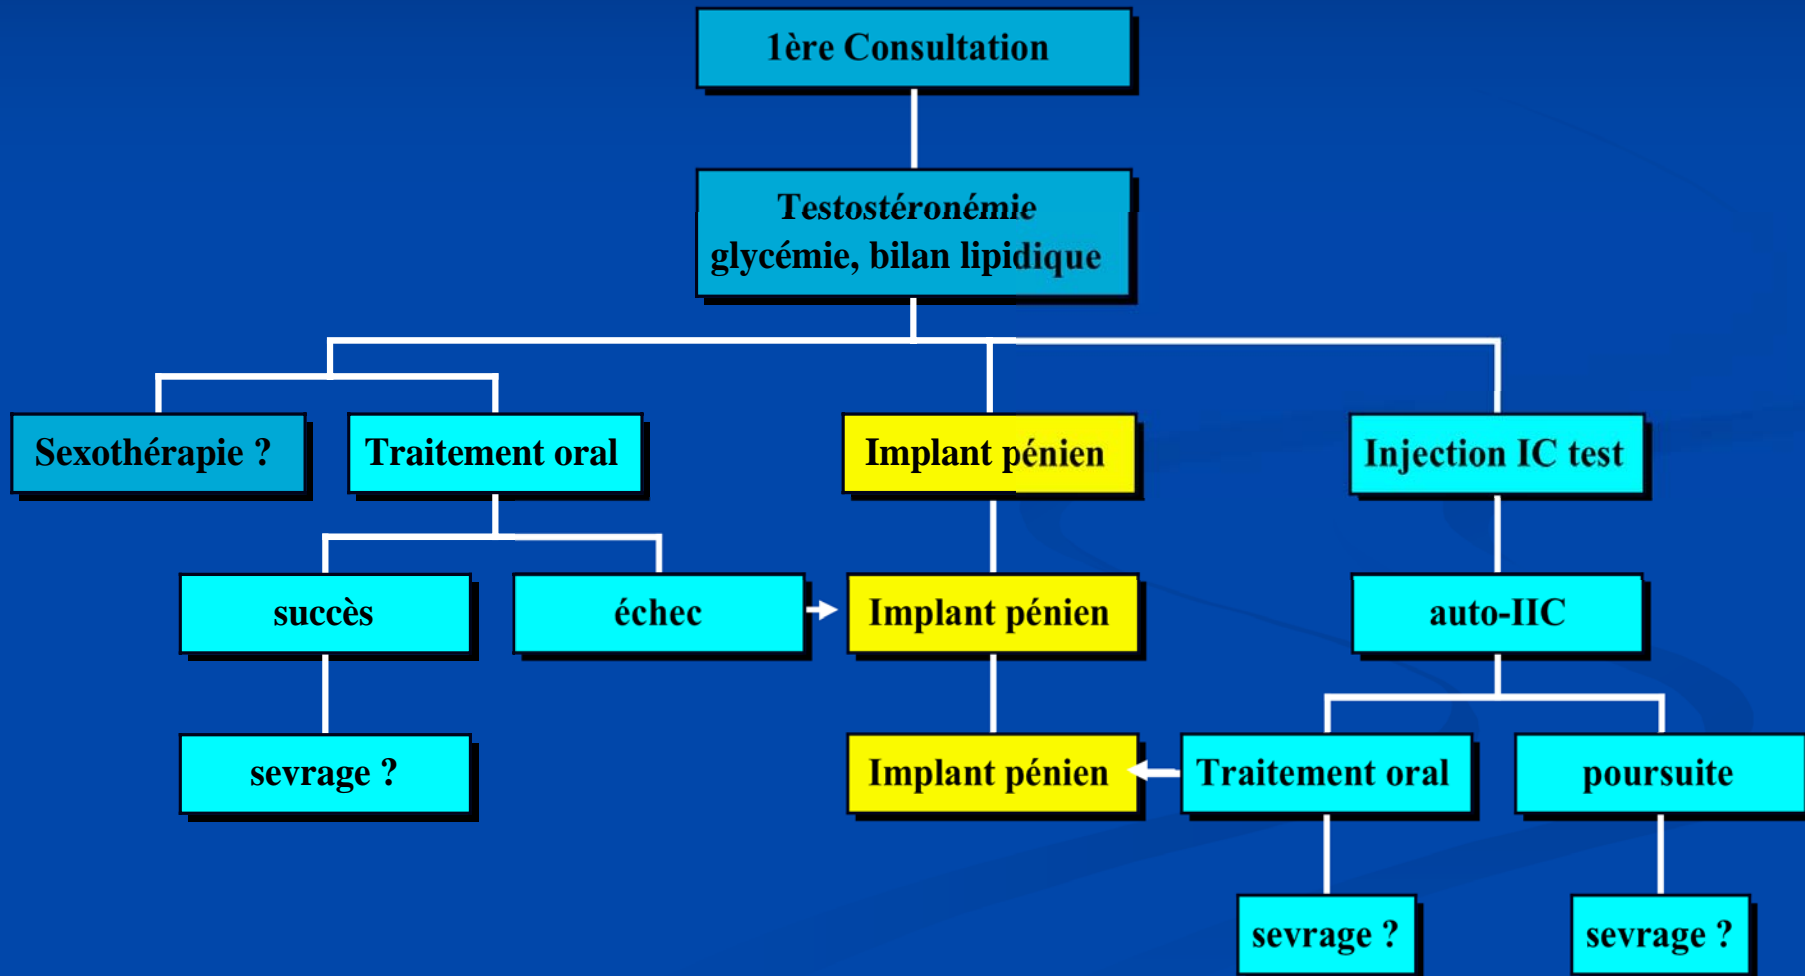 1ère Consultation
Testostéronémie
glycémie, bilan lipidique
Sexothérapie ?
Traitement oral
Implant pénien
Injection IC test
succès
échec
Implant pénien
auto-IIC
sevrage ?
Implant pénien
Traitement oral
poursuite
sevrage ?
sevrage ?